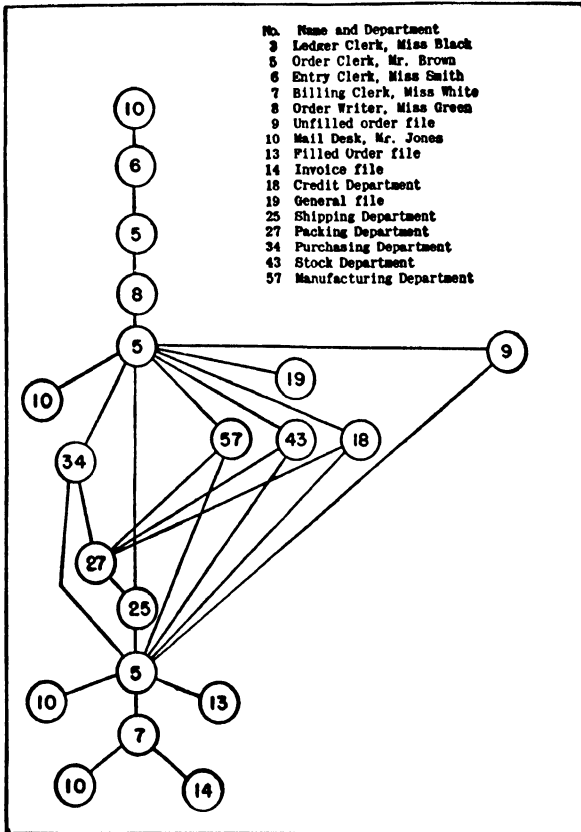 No. Name and Department
3 Ledger Clerk, Miss Black
5 Order Clerk, Mr. Brown
6 Entry Clerk, Miss Smith
7 Billing Clerk, Miss White
8 Order Writer, Miss Green
9 Unfilled order file
10 Mail Desk, Mr. Jones
13 Filled Order file
14 Invoice file
18 Credit Department
19 General file
25 Shipping Department
27 Packing Department
34 Purchasing Department
43 Stock Department
57 Manufacturing Department
10
6
5
8
5
9
19
10
57
43
18
34
27
25
5
10
13
7
10
14